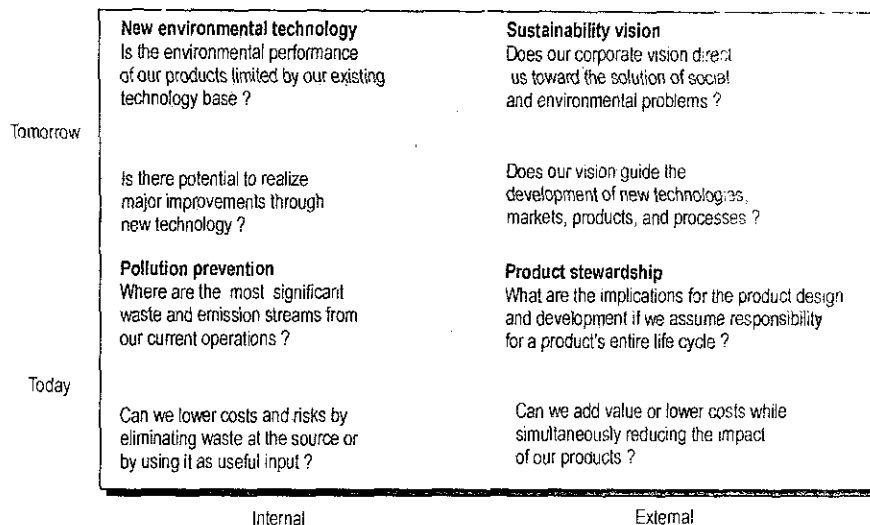 New environmental technology
Is the environmental performance
of our products limited by our existing
technology base ?
Sustainability vision
Does our corporate vision direct
us toward the solution of social
and environmental problems ?
Tomorrow
Is there potential to realize
major improvements through
new technology ?
Does our vision guide the
development of new technologies,
markets, products, and processes ?
Pollution prevention
Where are the most significant
waste and emission streams from
our current operations ?
Product stewardship
What are the implications for the product design
and development if we assume responsibility
for a product's entire life cycle ?
Today
Can we lower costs and risks by
eliminating waste at the source or
by using it as useful input ?
Can we add value or lower costs while
simultaneously reducing the impact
of our products ?
Internal
External